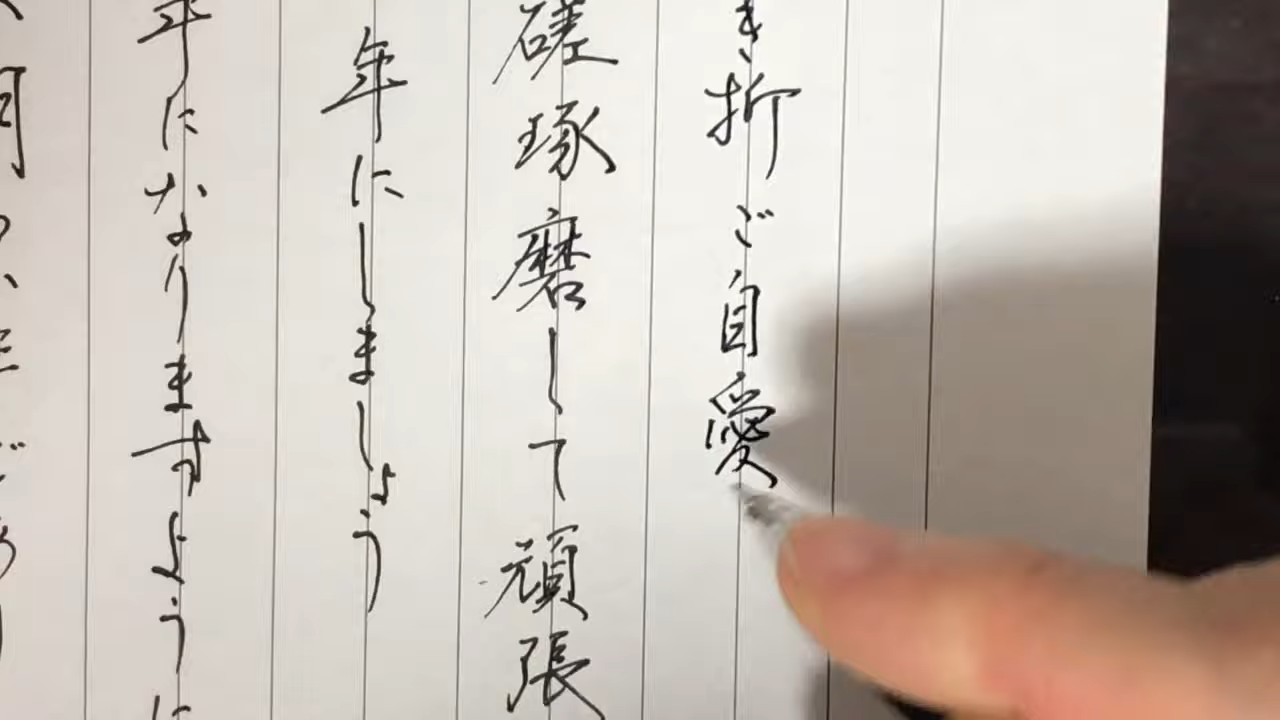 き折ご自愛
磋琢磨して頑張
年にしましょう
年になりますように